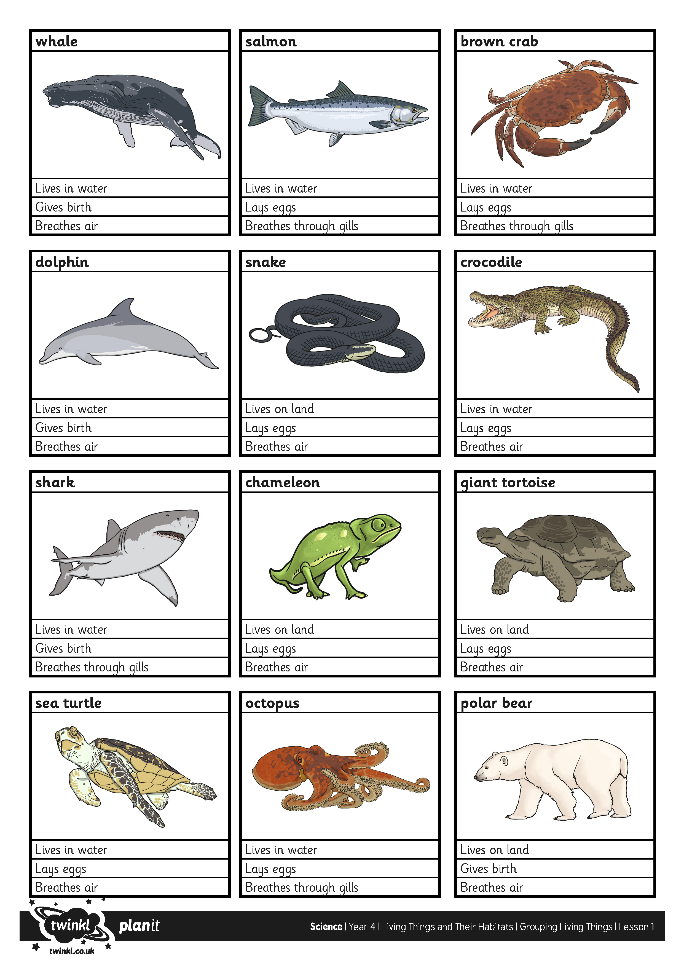 whale
Lives in water
Gives birth
Breathes air
salmon
Lives in water
Lays eggs
Breathes through gills
brown crab
Lives in water
Lays eggs
Breathes through gills
dolphin
Lives in water
Gives birth
Breathes air
snake
Lives on land
Lays eggs
Breathes air
crocodile
Lives in water
Lays eggs
Breathes air
shark
Lives in water
Gives birth
Breathes through gills
chameleon
Lives on land
Lays eggs
Breathes air
giant tortoise
Lives on land
Lays eggs
Breathes air
sea turtle
Lives in water
Lays eggs
Breathes air
octopus
Lives in water
Lays eggs
Breathes through gills
polar bear
Lives on land
Gives birth
Breathes air
twinkl
planit
Science | Year 4 | Living Things and Their Habitats | Grouping Living Things | Lesson 1
twinkl.co.uk